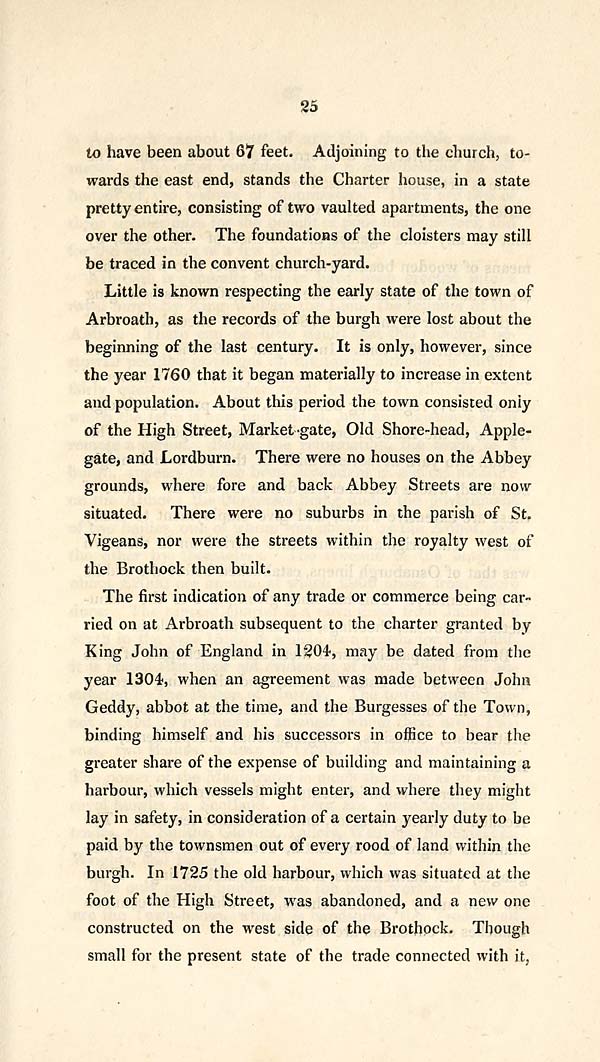 25
to have been about 67 feet. Adjoining to the church, to-
wards the east end, stands the Charter house, in a state
pretty entire, consisting of two vaulted apartments, the one
over the other. The foundations of the cloisters may still
be traced in the convent church-yard.
Little is known respecting the early state of the town of
Arbroath, as the records of the burgh were lost about the
beginning of the last century. It is only, however, since
the year 1760 that it began materially to increase in extent
and population. About this period the town consisted only
of the High Street, Market-gate, Old Shore-head, Apple-
gate, and Lordburn. There were no houses on the Abbey
grounds, where fore and back Abbey Streets are now
situated. There were no suburbs in the parish of St.
Vigeans, nor were the streets within the royalty west of
the Brothock then built.
The first indication of any trade or commerce being car-
ried on at Arbroath subsequent to the charter granted by
King John of England in 1204, may be dated from the
year 1304, when an agreement was made between John
Geddy, abbot at the time, and the Burgesses of the Town,
binding himself and his successors in office to bear the
greater share of the expense of building and maintaining a
harbour, which vessels might enter, and where they might
lay in safety, in consideration of a certain yearly duty to be
paid by the townsmen out of every rood of land within the
burgh. In 1725 the old harbour, which was situated at the
foot of the High Street, was abandoned, and a new one
constructed on the west side of the Brothock. Though
small for the present state of the trade connected with it,